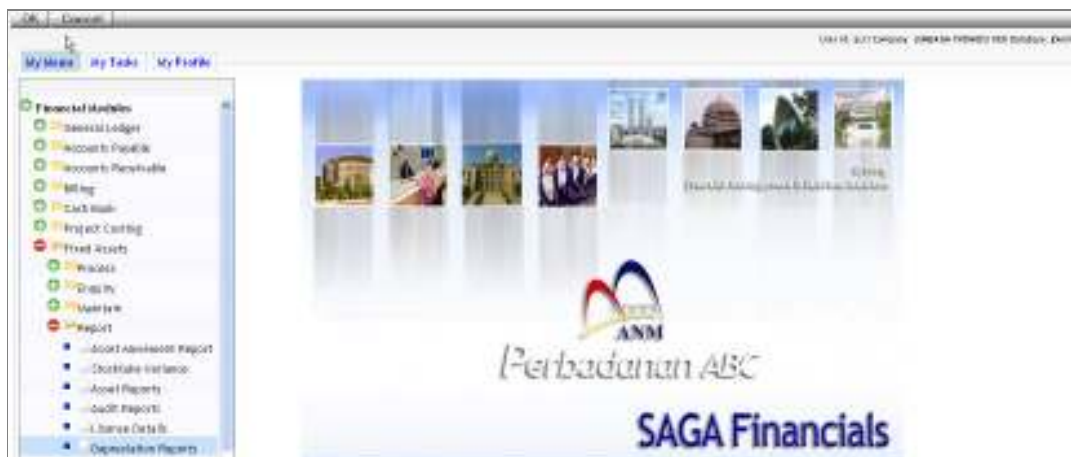 OK Cancel
My Menu My Tasks My Profile
Financial Modules
General Ledger
Accounts Payable
Accounts Receivable
Billing
Cash Book
Project Costing
Fixed Assets
Process
Enquiry
Maintain
Report
Report
Stocktake Variance
Asset Reports
Audit Reports
License Details
Depreciation Reports
ANM
Perbadanan ABC
SAGA Financials